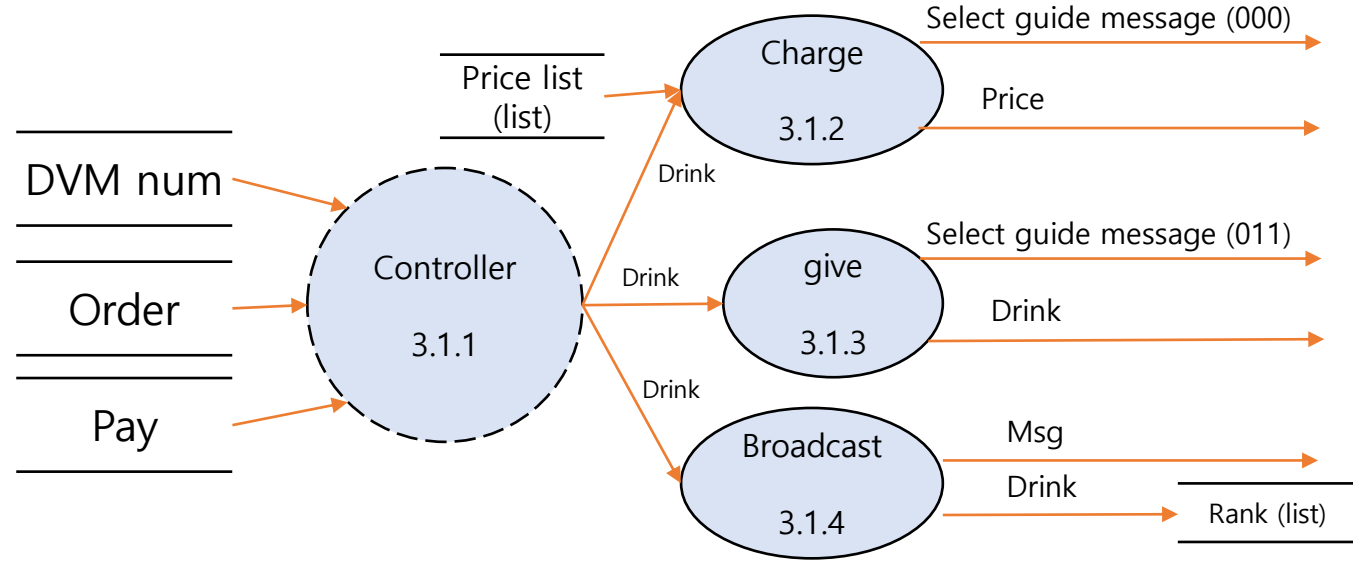 Select guide message (000)
Charge
3.1.2
Price list
(list)
Price
Drink
DVM num
Order
Pay
Controller
3.1.1
Drink
Select guide message (011)
give
3.1.3
Drink
Drink
Broadcast
3.1.4
Msg
Drink
Rank (list)